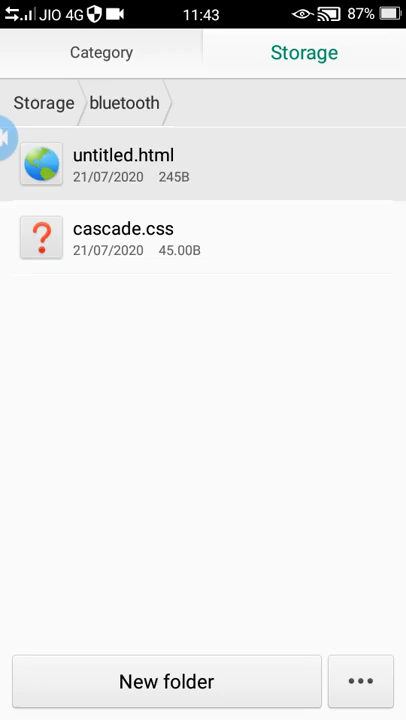 JIO 4G 11:43 87%
Category Storage
Storage bluetooth
untitled.html
21/07/2020 245B
?
cascade.css
21/07/2020 45.00B
New folder